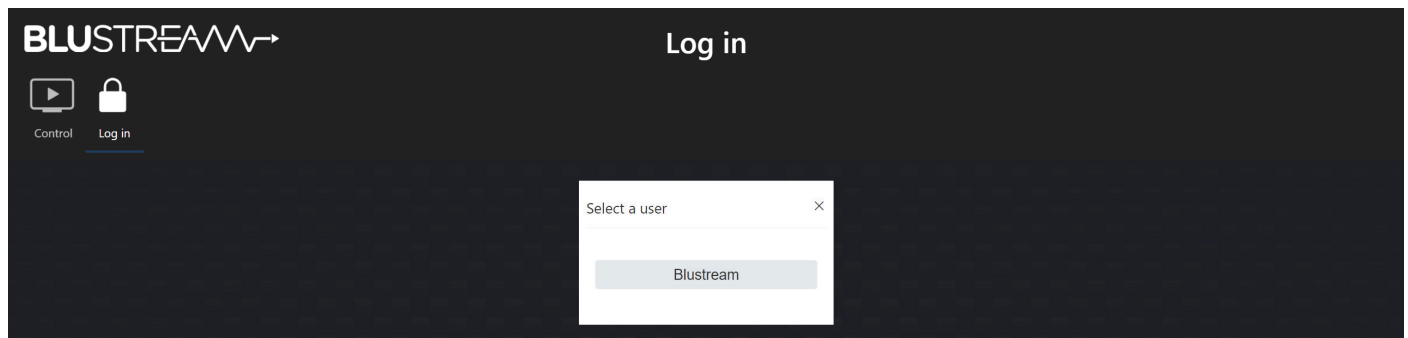 BLUSTREAM
Log in
Control
Log in
Select a user
Blustream